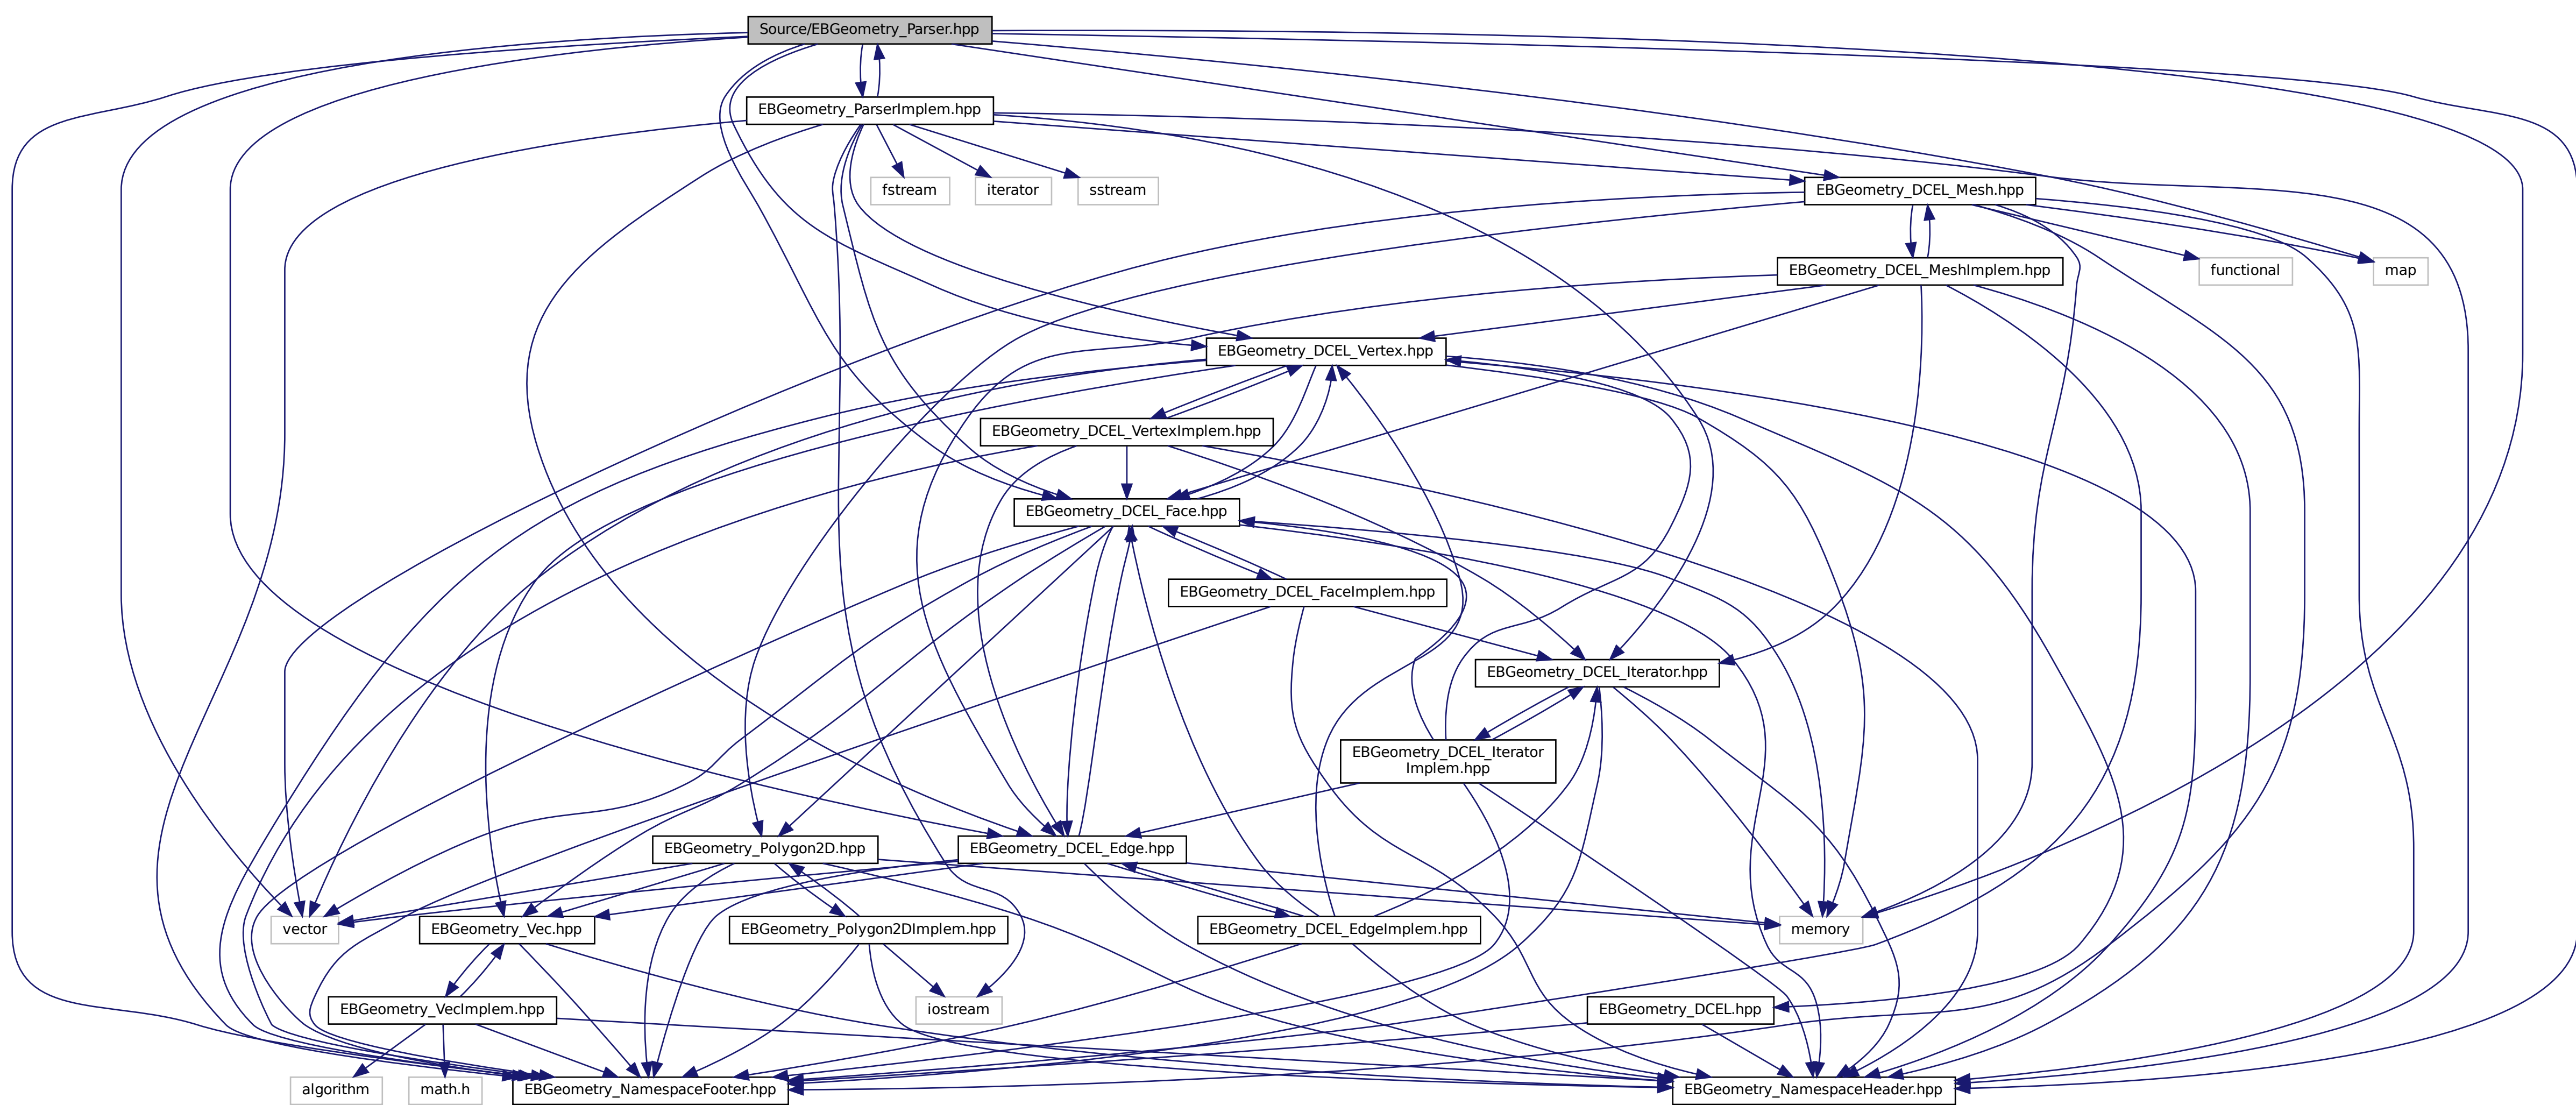 Source/EBGeometry_Parser.hpp
EBGeometry_ParserImplem.hpp
fstream
iterator
sstream
EBGeometry_DCEL_Mesh.hpp
EBGeometry_DCEL_MeshImplem.hpp
functional
map
EBGeometry_DCEL_Vertex.hpp
EBGeometry_DCEL_VertexImplem.hpp
EBGeometry_DCEL_Face.hpp
EBGeometry_DCEL_FaceImplem.hpp
EBGeometry_DCEL_Iterator.hpp
EBGeometry_DCEL_Iterator
Implem.hpp
EBGeometry_Polygon2D.hpp
EBGeometry_DCEL_Edge.hpp
vector
EBGeometry_Vec.hpp
EBGeometry_Polygon2DImplem.hpp
EBGeometry_DCEL_EdgeImplem.hpp
memory
EBGeometry_VecImplem.hpp
iostream
EBGeometry_DCEL.hpp
algorithm
math.h
EBGeometry_NamespaceFooter.hpp
EBGeometry_NamespaceHeader.hpp